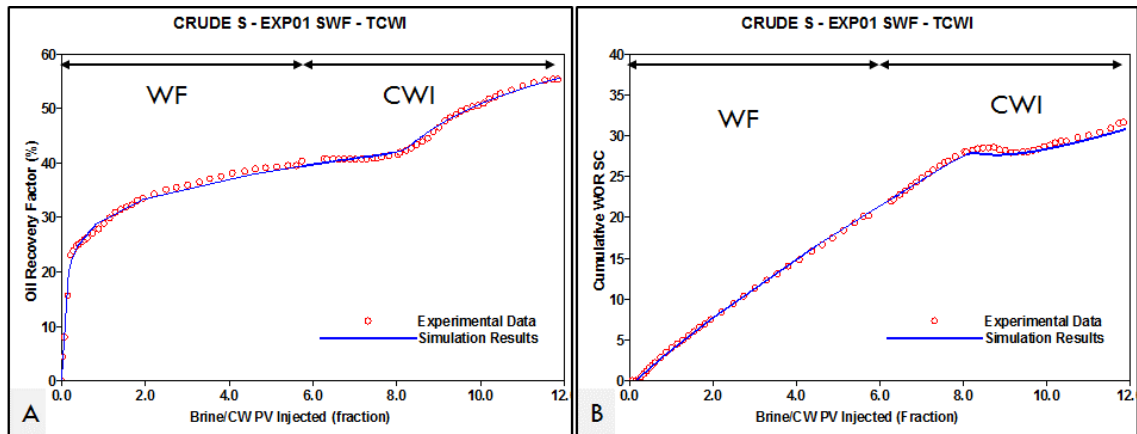 CRUDE S - EXP01 SWF - TCWI
60
50
40
30
20
10
0
Oil Recovery Factor (%)
WF
CWI
Experimental Data
Simulation Results
0.0 2.0 4.0 6.0 8.0 10.0 12.0
Brine/CW PV Injected (fraction)
A
CRUDE S - EXP01 SWF - TCWI
40
35
30
25
20
15
10
5
0
Cumulative WOR SC
WF
CWI
Experimental Data
Simulation Results
0.0 2.0 4.0 6.0 8.0 10.0 12.
Brine/CW PV Injected (Fraction)
B